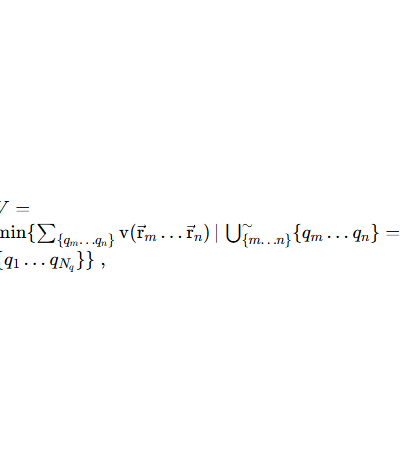 V =
min{∑_{\{q_m…q_n\}} v(r⃗_m … r⃗_n) | ⋃^∼_{\{m…n\}}{q_m … q_n} =
{q_1 … q_{N_q}}} ,